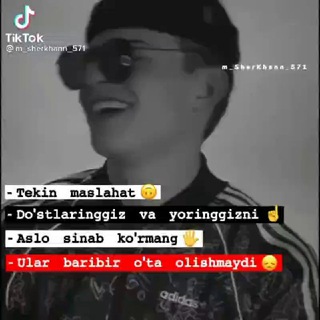 TikTok
@m_sherkhann_571
m_SherKhann_571
- Tekin maslahat 🙃
- Do'stlaringgiz va yoringgizni ☝
- Aslo sinab ko'rmang 🖐
- Ular baribir o'ta olishmaydi 😞
adidas